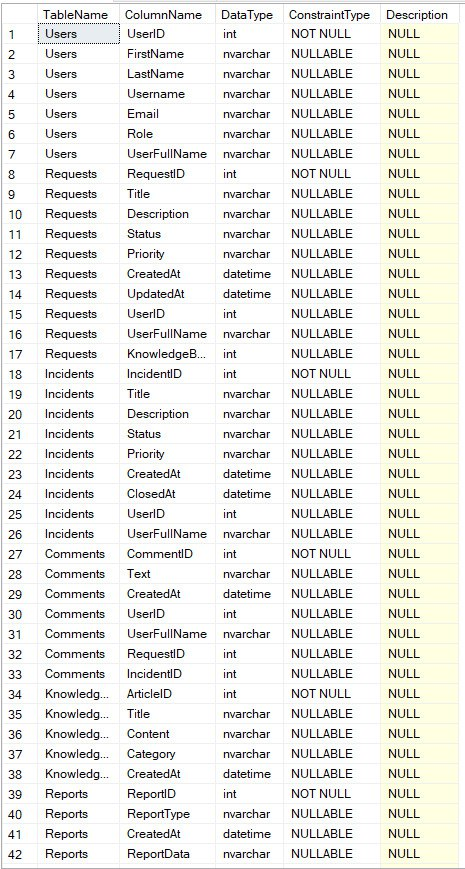 TableName ColumnName DataType ConstraintType Description
1 Users UserID int NOT NULL NULL
2 Users FirstName nvarchar NULLABLE NULL
3 Users LastName nvarchar NULLABLE NULL
4 Users Username nvarchar NULLABLE NULL
5 Users Email nvarchar NULLABLE NULL
6 Users Role nvarchar NULLABLE NULL
7 Users UserFullName nvarchar NULLABLE NULL
8 Requests RequestID int NOT NULL NULL
9 Requests Title nvarchar NULLABLE NULL
10 Requests Description nvarchar NULLABLE NULL
11 Requests Status nvarchar NULLABLE NULL
12 Requests Priority nvarchar NULLABLE NULL
13 Requests CreatedAt datetime NULLABLE NULL
14 Requests UpdatedAt datetime NULLABLE NULL
15 Requests UserID int NULLABLE NULL
16 Requests UserFullName nvarchar NULLABLE NULL
17 Requests KnowledgeB... int NULLABLE NULL
18 Incidents IncidentID int NOT NULL NULL
19 Incidents Title nvarchar NULLABLE NULL
20 Incidents Description nvarchar NULLABLE NULL
21 Incidents Status nvarchar NULLABLE NULL
22 Incidents Priority nvarchar NULLABLE NULL
23 Incidents CreatedAt datetime NULLABLE NULL
24 Incidents ClosedAt datetime NULLABLE NULL
25 Incidents UserID int NULLABLE NULL
26 Incidents UserFullName nvarchar NULLABLE NULL
27 Comments CommentID int NOT NULL NULL
28 Comments Text nvarchar NULLABLE NULL
29 Comments CreatedAt datetime NULLABLE NULL
30 Comments UserID int NULLABLE NULL
31 Comments UserFullName nvarchar NULLABLE NULL
32 Comments RequestID int NULLABLE NULL
33 Comments IncidentID int NULLABLE NULL
34 Knowledg... ArticleID int NOT NULL NULL
35 Knowledg... Title nvarchar NULLABLE NULL
36 Knowledg... Content nvarchar NULLABLE NULL
37 Knowledg... Category nvarchar NULLABLE NULL
38 Knowledg... CreatedAt datetime NULLABLE NULL
39 Reports ReportID int NOT NULL NULL
40 Reports ReportType nvarchar NULLABLE NULL
41 Reports CreatedAt datetime NULLABLE NULL
42 Reports ReportData nvarchar NULLABLE NULL